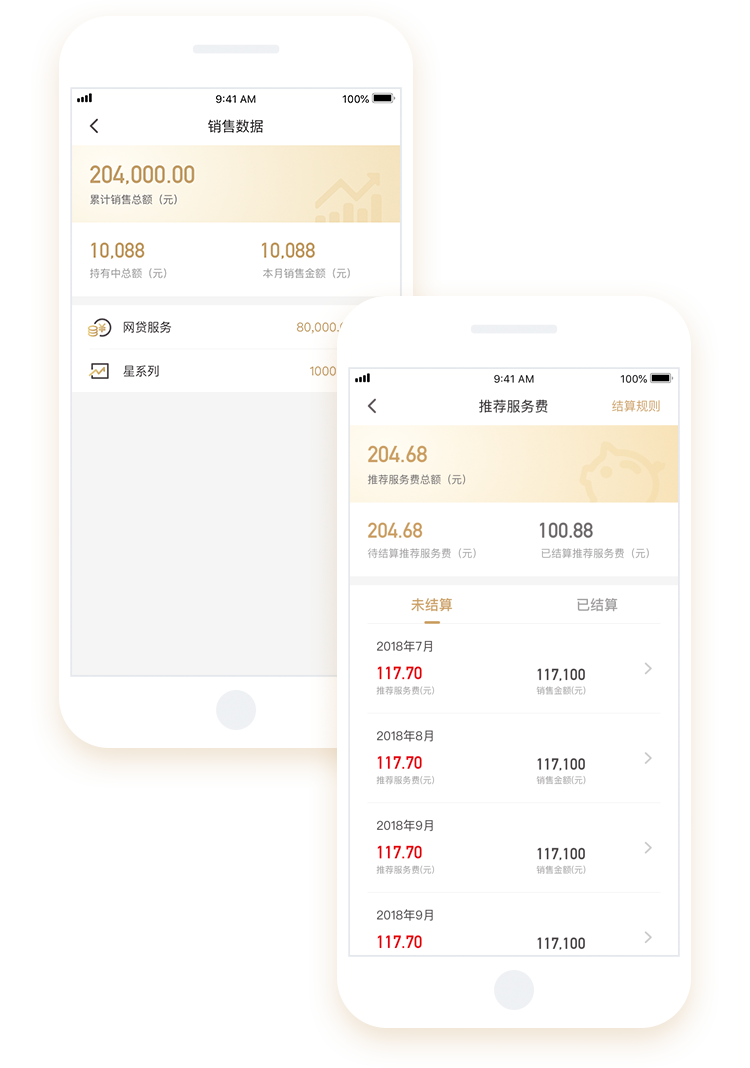 9:41 AM 100%
销售数据
204,000.00
累计销售总额（元）
10,088 10,088
持有中总额（元） 本月销售金额（元）
网贷服务 80,000.
星系列 1000
9:41 AM 100%
推荐服务费 结算规则
204.68
推荐服务费总额（元）
204.68 100.88
待结算推荐服务费（元） 已结算推荐服务费（元）
未结算 已结算
2018年7月
117.70 117,100
推荐服务费(元) 销售金额(元)
2018年8月
117.70 117,100
推荐服务费(元) 销售金额(元)
2018年9月
117.70 117,100
推荐服务费(元) 销售金额(元)
2018年9月
117.70 117,100